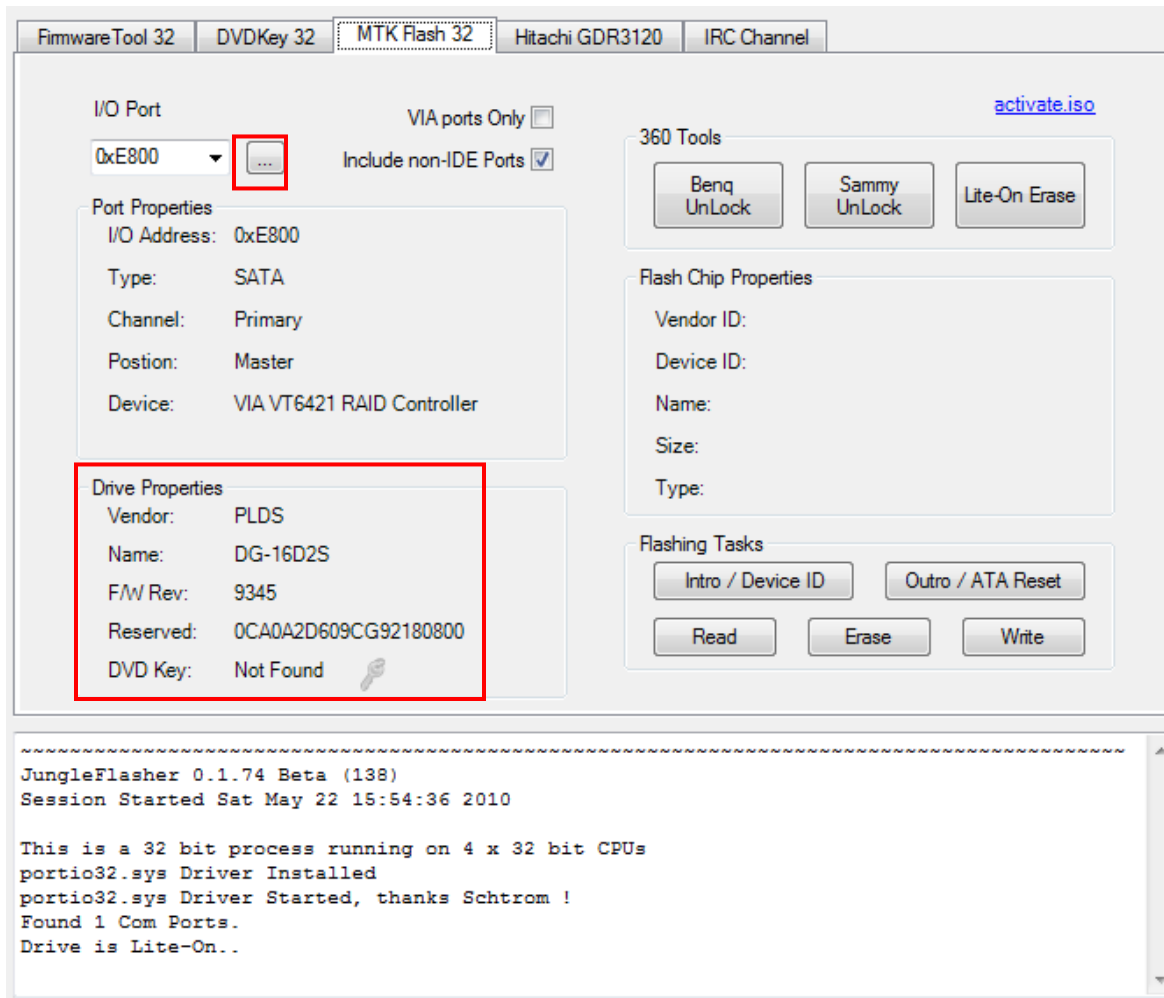 FirmwareTool 32 DVDKey 32 MTK Flash 32 Hitachi GDR3120 IRC Channel
I/O Port
VIA ports Only
activate.iso
0xE800 ...
Include non-IDE Ports
Port Properties
I/O Address: 0xE800
Type: SATA
Channel: Primary
Postion: Master
Device: VIA VT6421 RAID Controller
Drive Properties
Vendor: PLDS
Name: DG-16D2S
F/W Rev: 9345
Reserved: 0CA0A2D609CG92180800
DVD Key: Not Found
360 Tools
Benq UnLock
Sammy UnLock
Lite-On Erase
Flash Chip Properties
Vendor ID:
Device ID:
Name:
Size:
Type:
Flashing Tasks
Intro / Device ID Outro / ATA Reset
Read Erase Write
~~~~~~~~~~~~~~~~~~~~~~~~~~~~~~~~~~~~~~~~~~~~~~~~~~~~~~~~~~~~~~~~~~~~~~~~~~~~~~~~~~~~~~~~~~~~
JungleFlasher 0.1.74 Beta (138)
Session Started Sat May 22 15:54:36 2010
This is a 32 bit process running on 4 x 32 bit CPUs
portio32.sys Driver Installed
portio32.sys Driver Started, thanks Schtrom !
Found 1 Com Ports.
Drive is Lite-On..